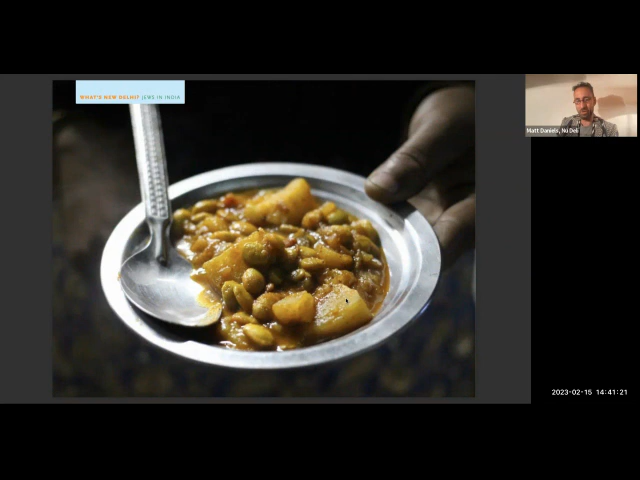 WHAT'S NEW DELHI? JEWS IN INDIA
Matt Daniels, Nu Deli
2023-02-15 14:41:21